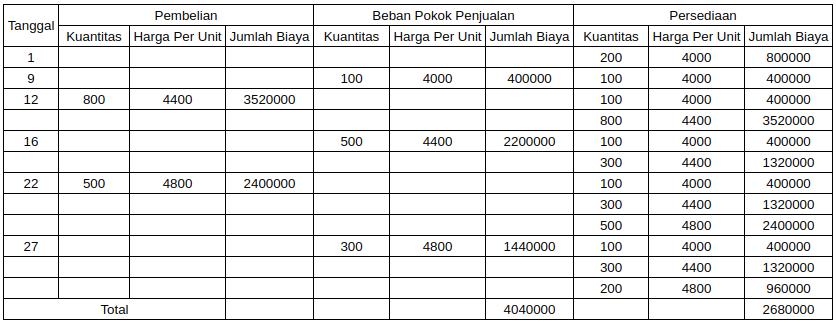 Tanggal Pembelian Beban Pokok Penjualan Persediaan
Kuantitas Harga Per Unit Jumlah Biaya Kuantitas Harga Per Unit Jumlah Biaya Kuantitas Harga Per Unit Jumlah Biaya
1 200 4000 800000
9 100 4000 400000 100 4000 400000
12 800 4400 3520000 100 4000 400000
800 4400 3520000
16 500 4400 2200000 100 4000 400000
300 4400 1320000
22 500 4800 2400000 100 4000 400000
300 4400 1320000
500 4800 2400000
27 300 4800 1440000 100 4000 400000
300 4400 1320000
200 4800 960000
Total 4040000 2680000